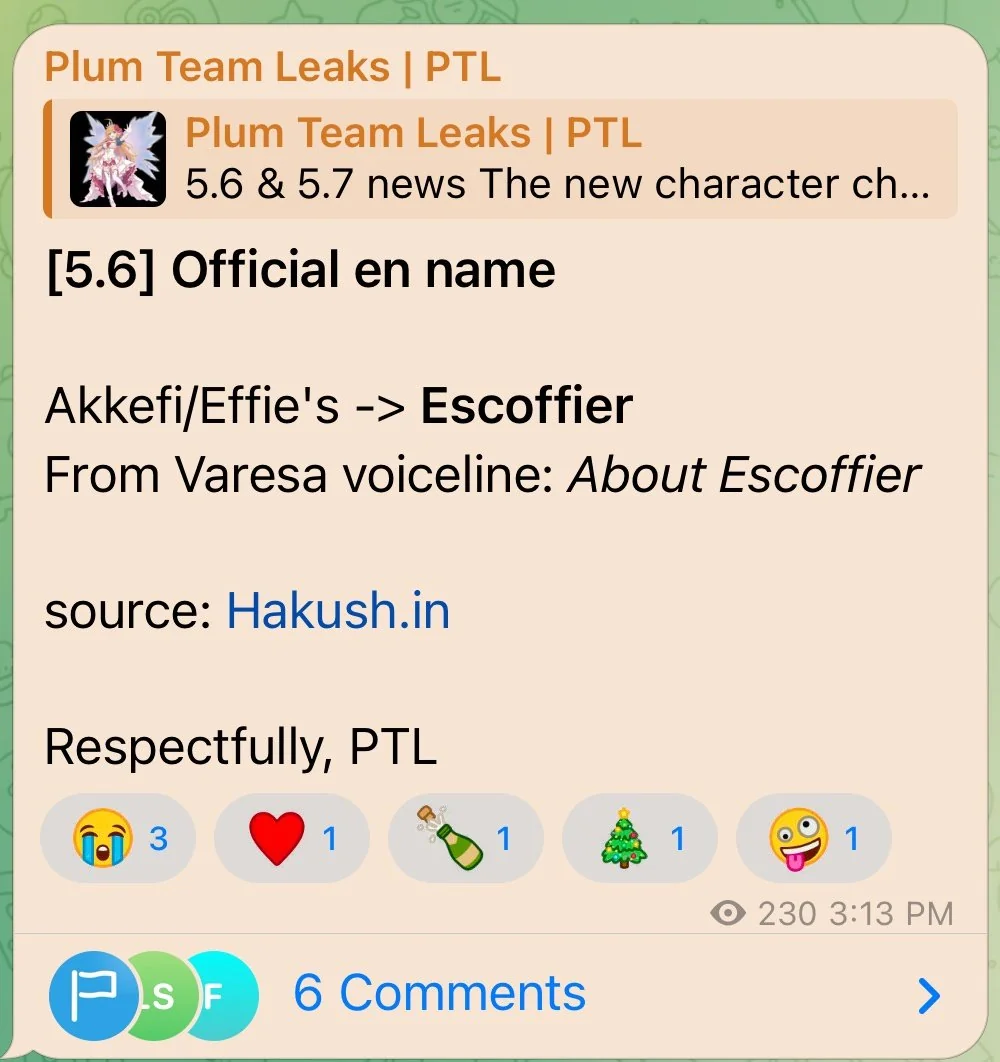 Plum Team Leaks | PTL
Plum Team Leaks | PTL
5.6 & 5.7 news The new character ch...
[5.6] Official en name
Akkefi/Effie's -> Escoffier
From Varesa voiceline: About Escoffier
source: Hakush.in
Respectfully, PTL
3 1 1 1 1
230 3:13 PM
LS F 6 Comments